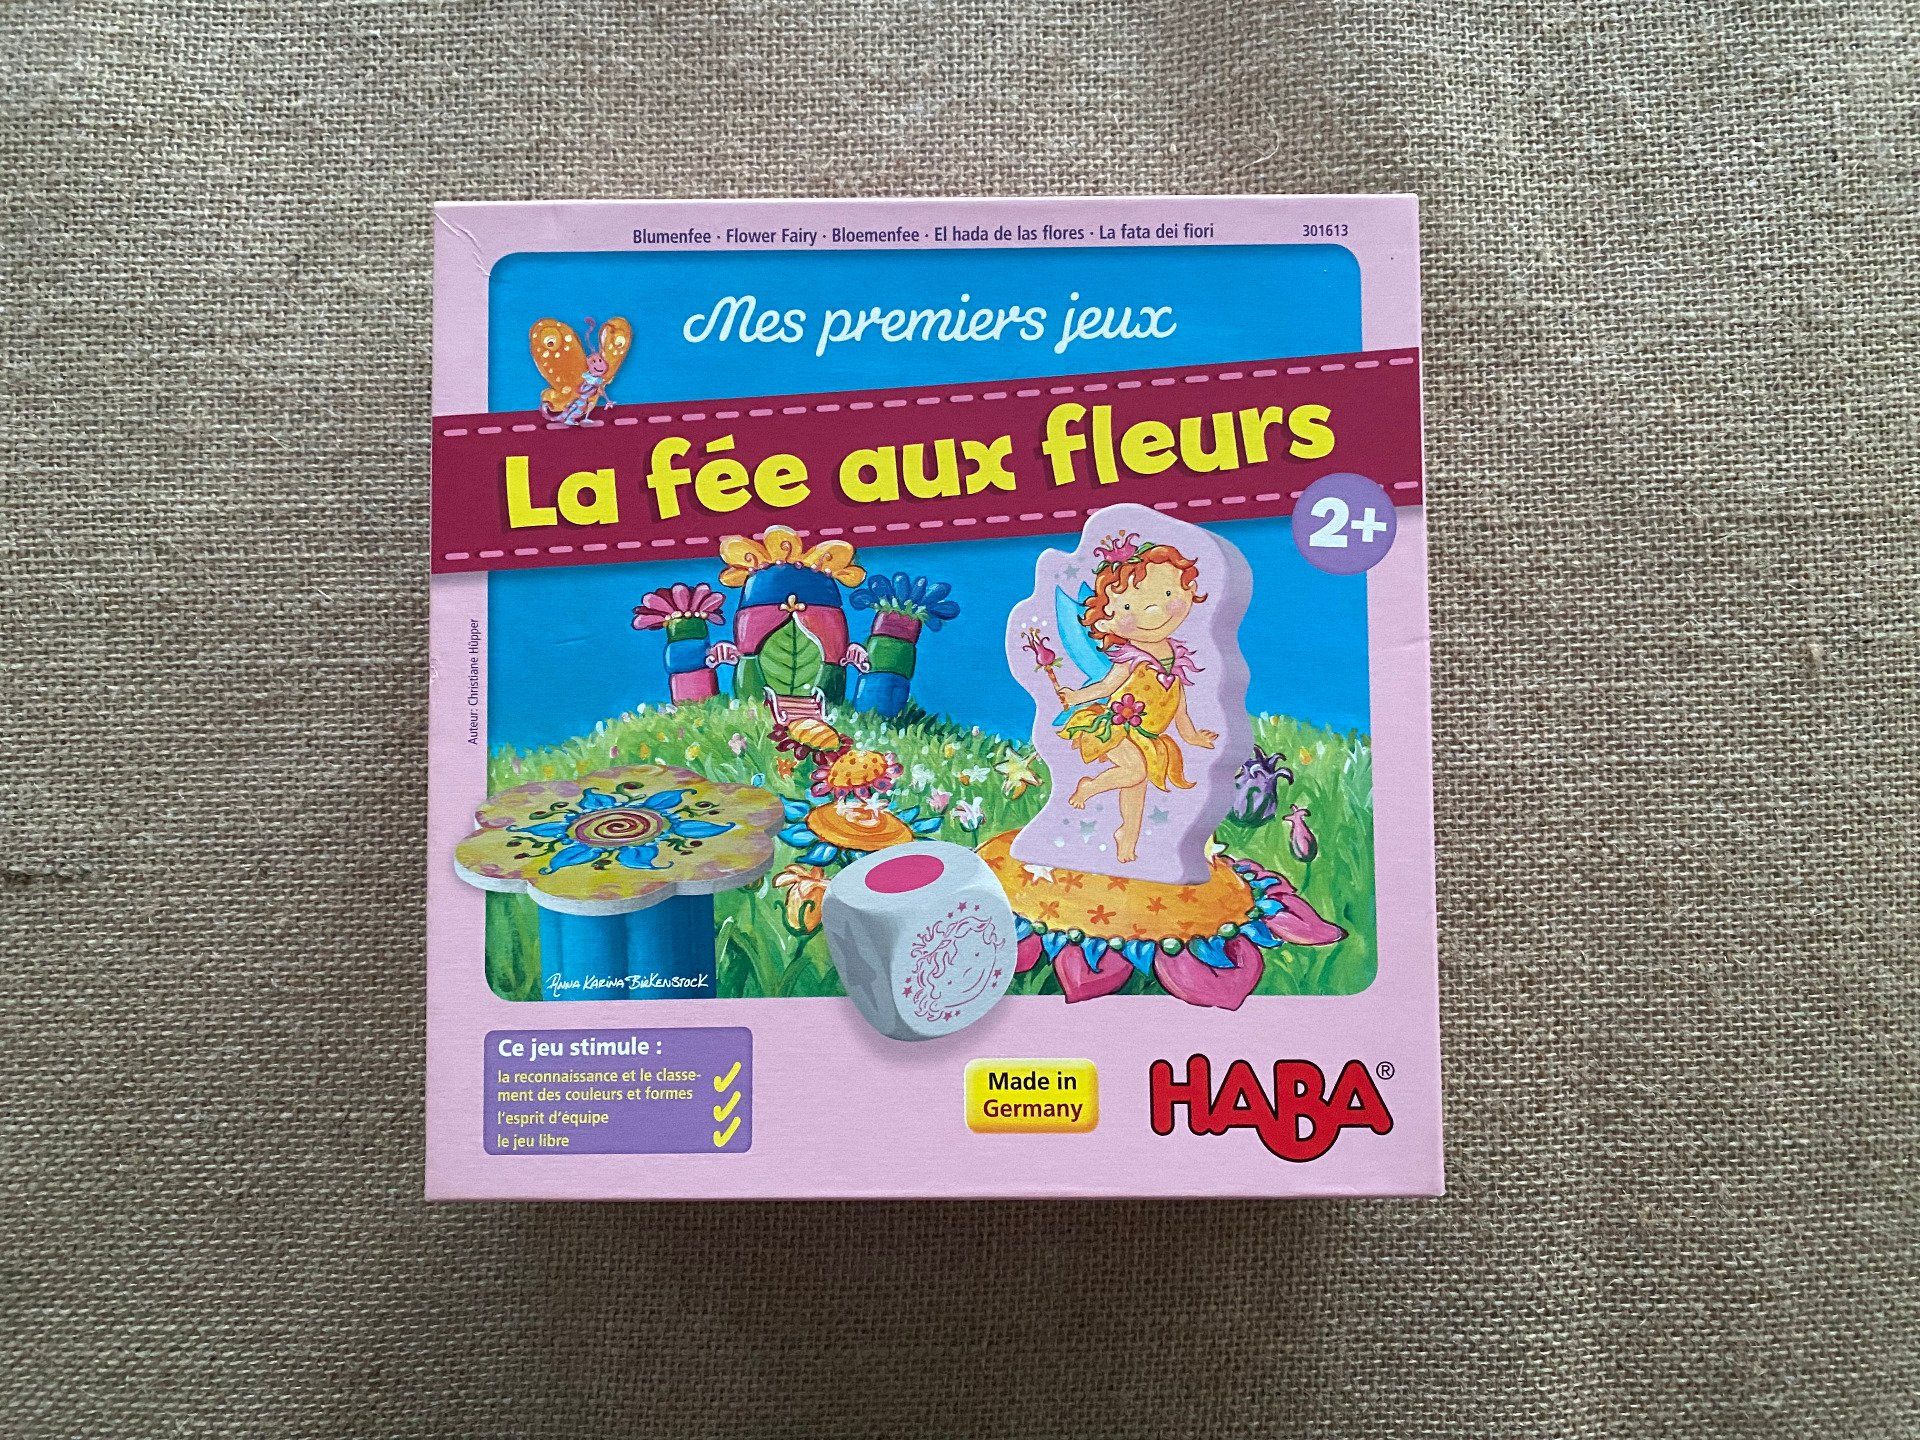 Blumenfee · Flower Fairy · Bloemenfee · El hada de las flores · La fata dei fiori
301613
Mes premiers jeux
La fée aux fleurs
2+
Auteur: Christiane Hüpper
Anna Karina Birkenstock
Ce jeu stimule :
la reconnaissance et le classe-
ment des couleurs et formes
l'esprit d'équipe
le jeu libre
Made in
Germany
HABA®